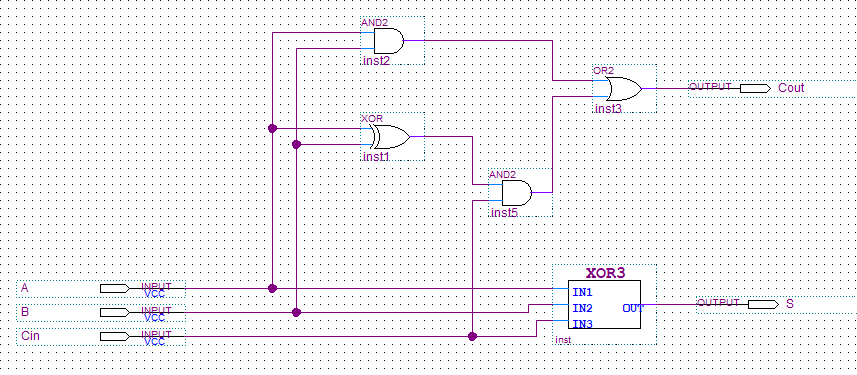 AND2
inst2
OR2
OUTPUT
Cout
inst3
XOR
inst1
AND2
inst5
XOR3
A
INPUT
VCC
IN1
B
INPUT
VCC
IN2
OUT
OUTPUT
S
Cin
INPUT
VCC
IN3
inst